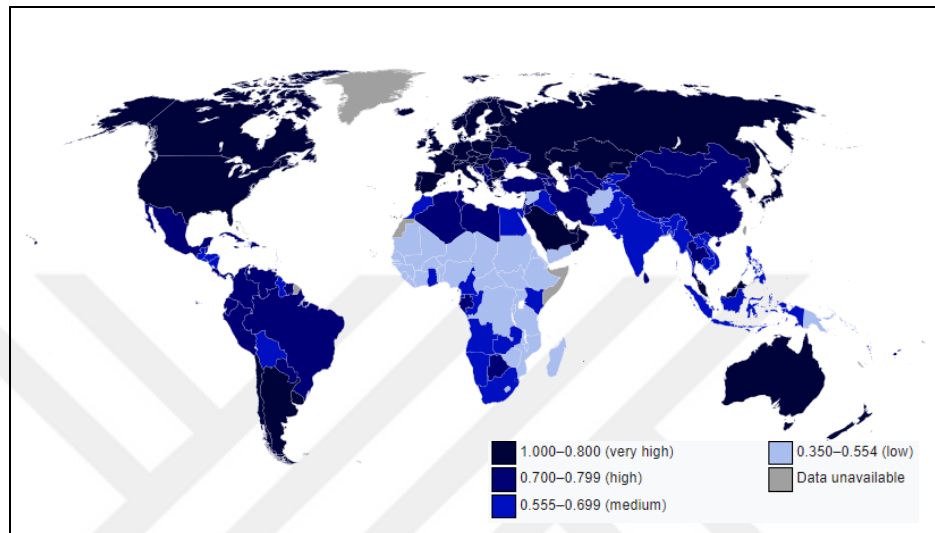 1.000–0.800 (very high)
0.700–0.799 (high)
0.555–0.699 (medium)
0.350–0.554 (low)
Data unavailable